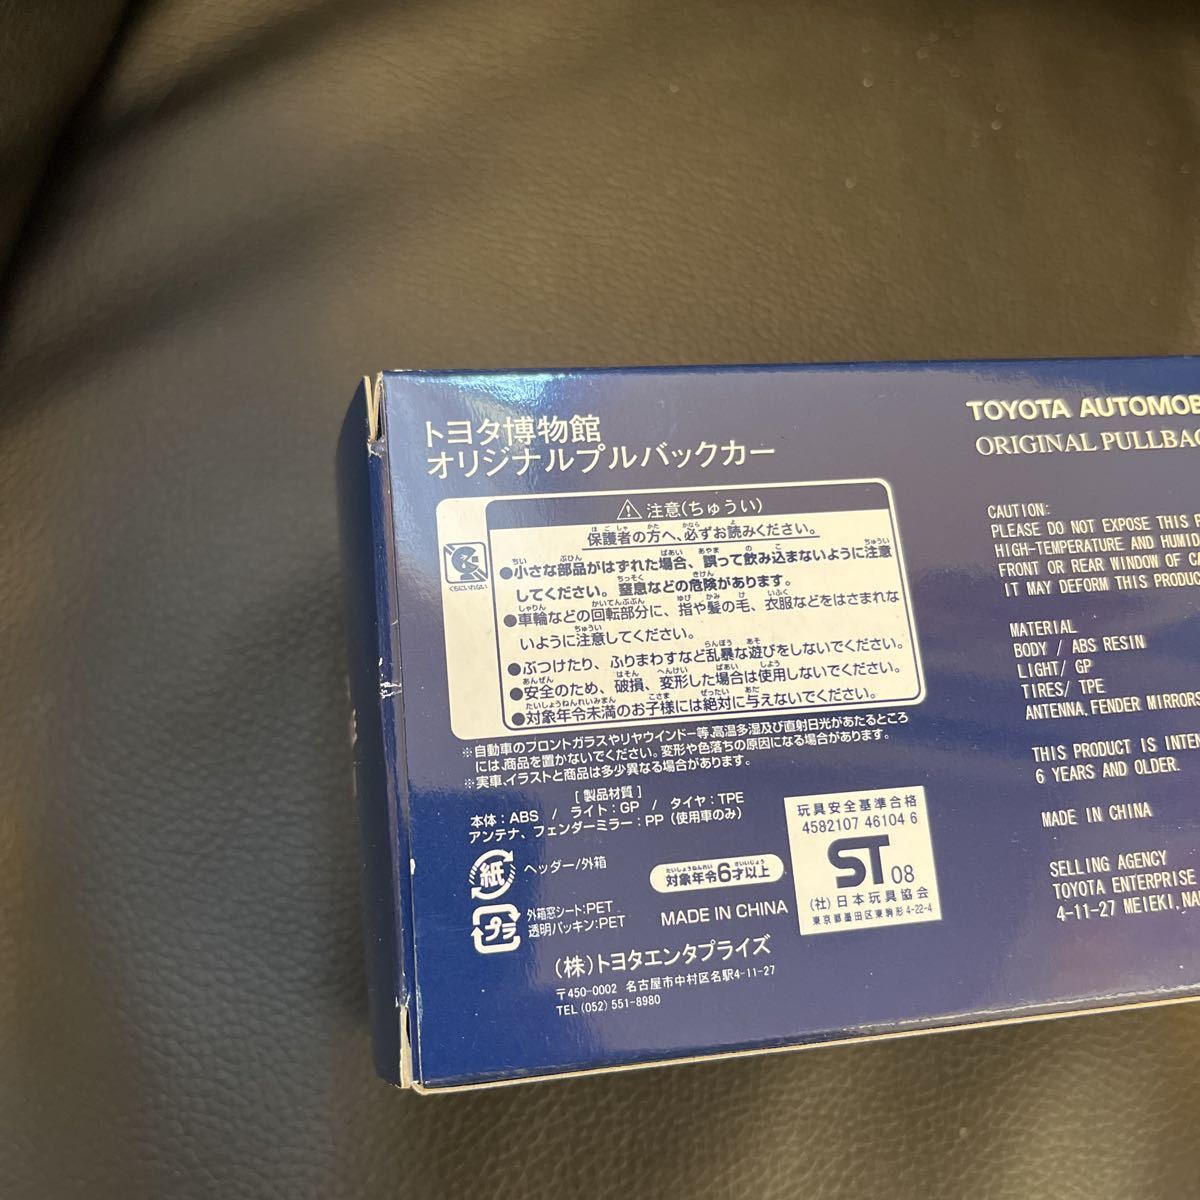 トヨタ博物館
オリジナルプルバックカー
くちにいれない
⚠ 注意(ちゅうい)
保護者の方へ、必ずお読みください。
●小さな部品がはずれた場合、誤って飲み込まないように注意
してください。窒息などの危険があります。
●車輪などの回転部分に、指や髪の毛、衣服などをはさまれな
いように注意してください。
●ぶつけたり、ふりまわすなど乱暴な遊びをしないでください。
●安全のため、破損、変形した場合は使用しないでください。
●対象年令未満のお子様には絶対に与えないでください。
※自動車のフロントガラスやリヤウインドー等、高温多湿及び直射日光があたるところ
には、商品を置かないでください。変形や色落ちの原因になる場合があります。
※実車、イラストと商品は多少異なる場合があります。
[ 製品材質 ]
本体：ABS / ライト：GP / タイヤ：TPE
アンテナ、フェンダーミラー：PP（使用車のみ）
紙 ヘッダー/外箱
プラ 外箱窓シート:PET
透明パッキン:PET
対象年令6才以上
MADE IN CHINA
玩具安全基準合格
4582107 46104 6
ST 08
(社)日本玩具協会
東京都墨田区東駒形4-22-4
(株)トヨタエンタプライズ
〒450-0002 名古屋市中村区名駅4-11-27
TEL (052) 551-8980
TOYOTA AUTOMOB
ORIGINAL PULLBAC
CAUTION:
PLEASE DO NOT EXPOSE THIS P
HIGH-TEMPERATURE AND HUMID
FRONT OR REAR WINDOW OF CA
IT MAY DEFORM THIS PRODUC
MATERIAL
BODY / ABS RESIN
LIGHT/ GP
TIRES/ TPE
ANTENNA, FENDER MIRRORS
THIS PRODUCT IS INTEN
6 YEARS AND OLDER.
MADE IN CHINA
SELLING AGENCY
TOYOTA ENTERPRISE
4-11-27 MEIEKI, NA